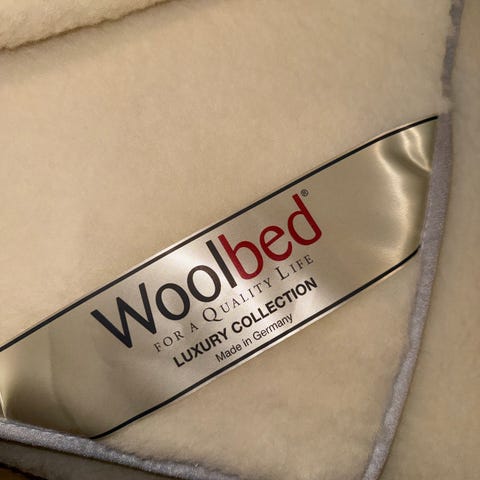 Woolbed®
FOR A QUALITY LIFE
LUXURY COLLECTION
Made in Germany